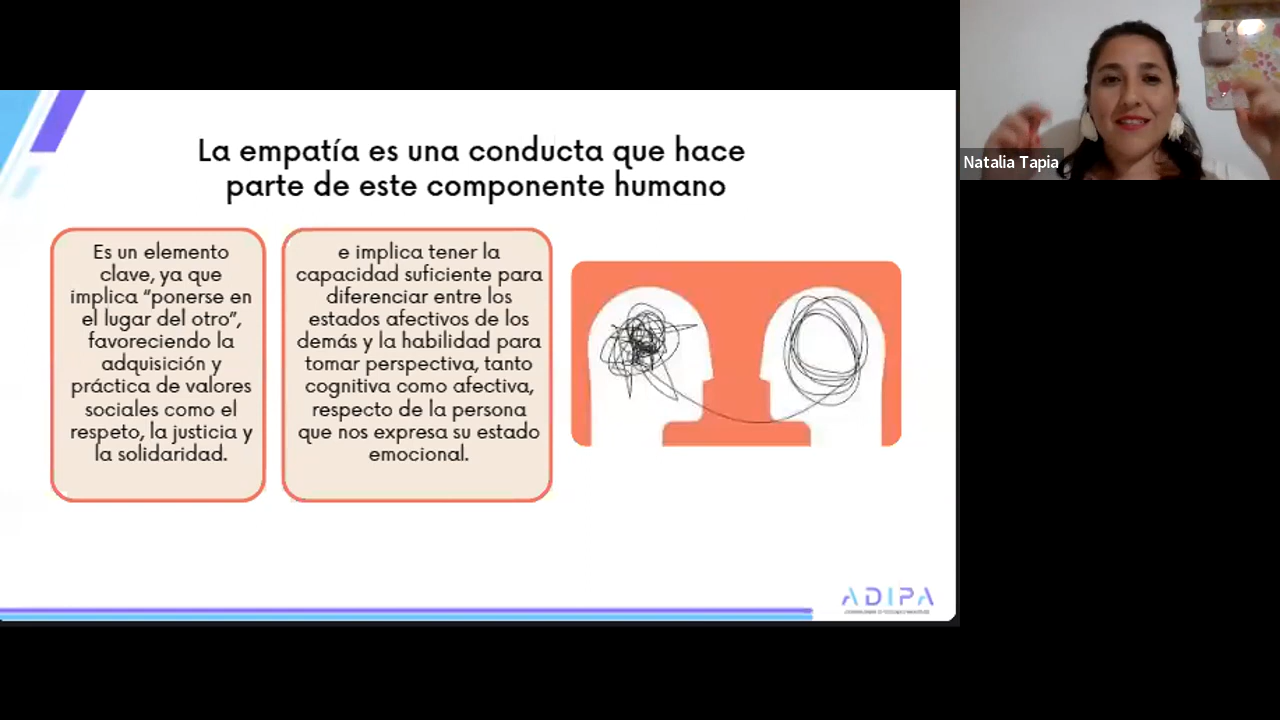 La empatía es una conducta que hace
parte de este componente humano
Es un elemento
clave, ya que
implica “ponerse en
el lugar del otro”,
favoreciendo la
adquisición y
práctica de valores
sociales como el
respeto, la justicia y
la solidaridad.
e implica tener la
capacidad suficiente para
diferenciar entre los
estados afectivos de los
demás y la habilidad para
tomar perspectiva, tanto
cognitiva como afectiva,
respecto de la persona
que nos expresa su estado
emocional.
ADIPA
Natalia Tapia